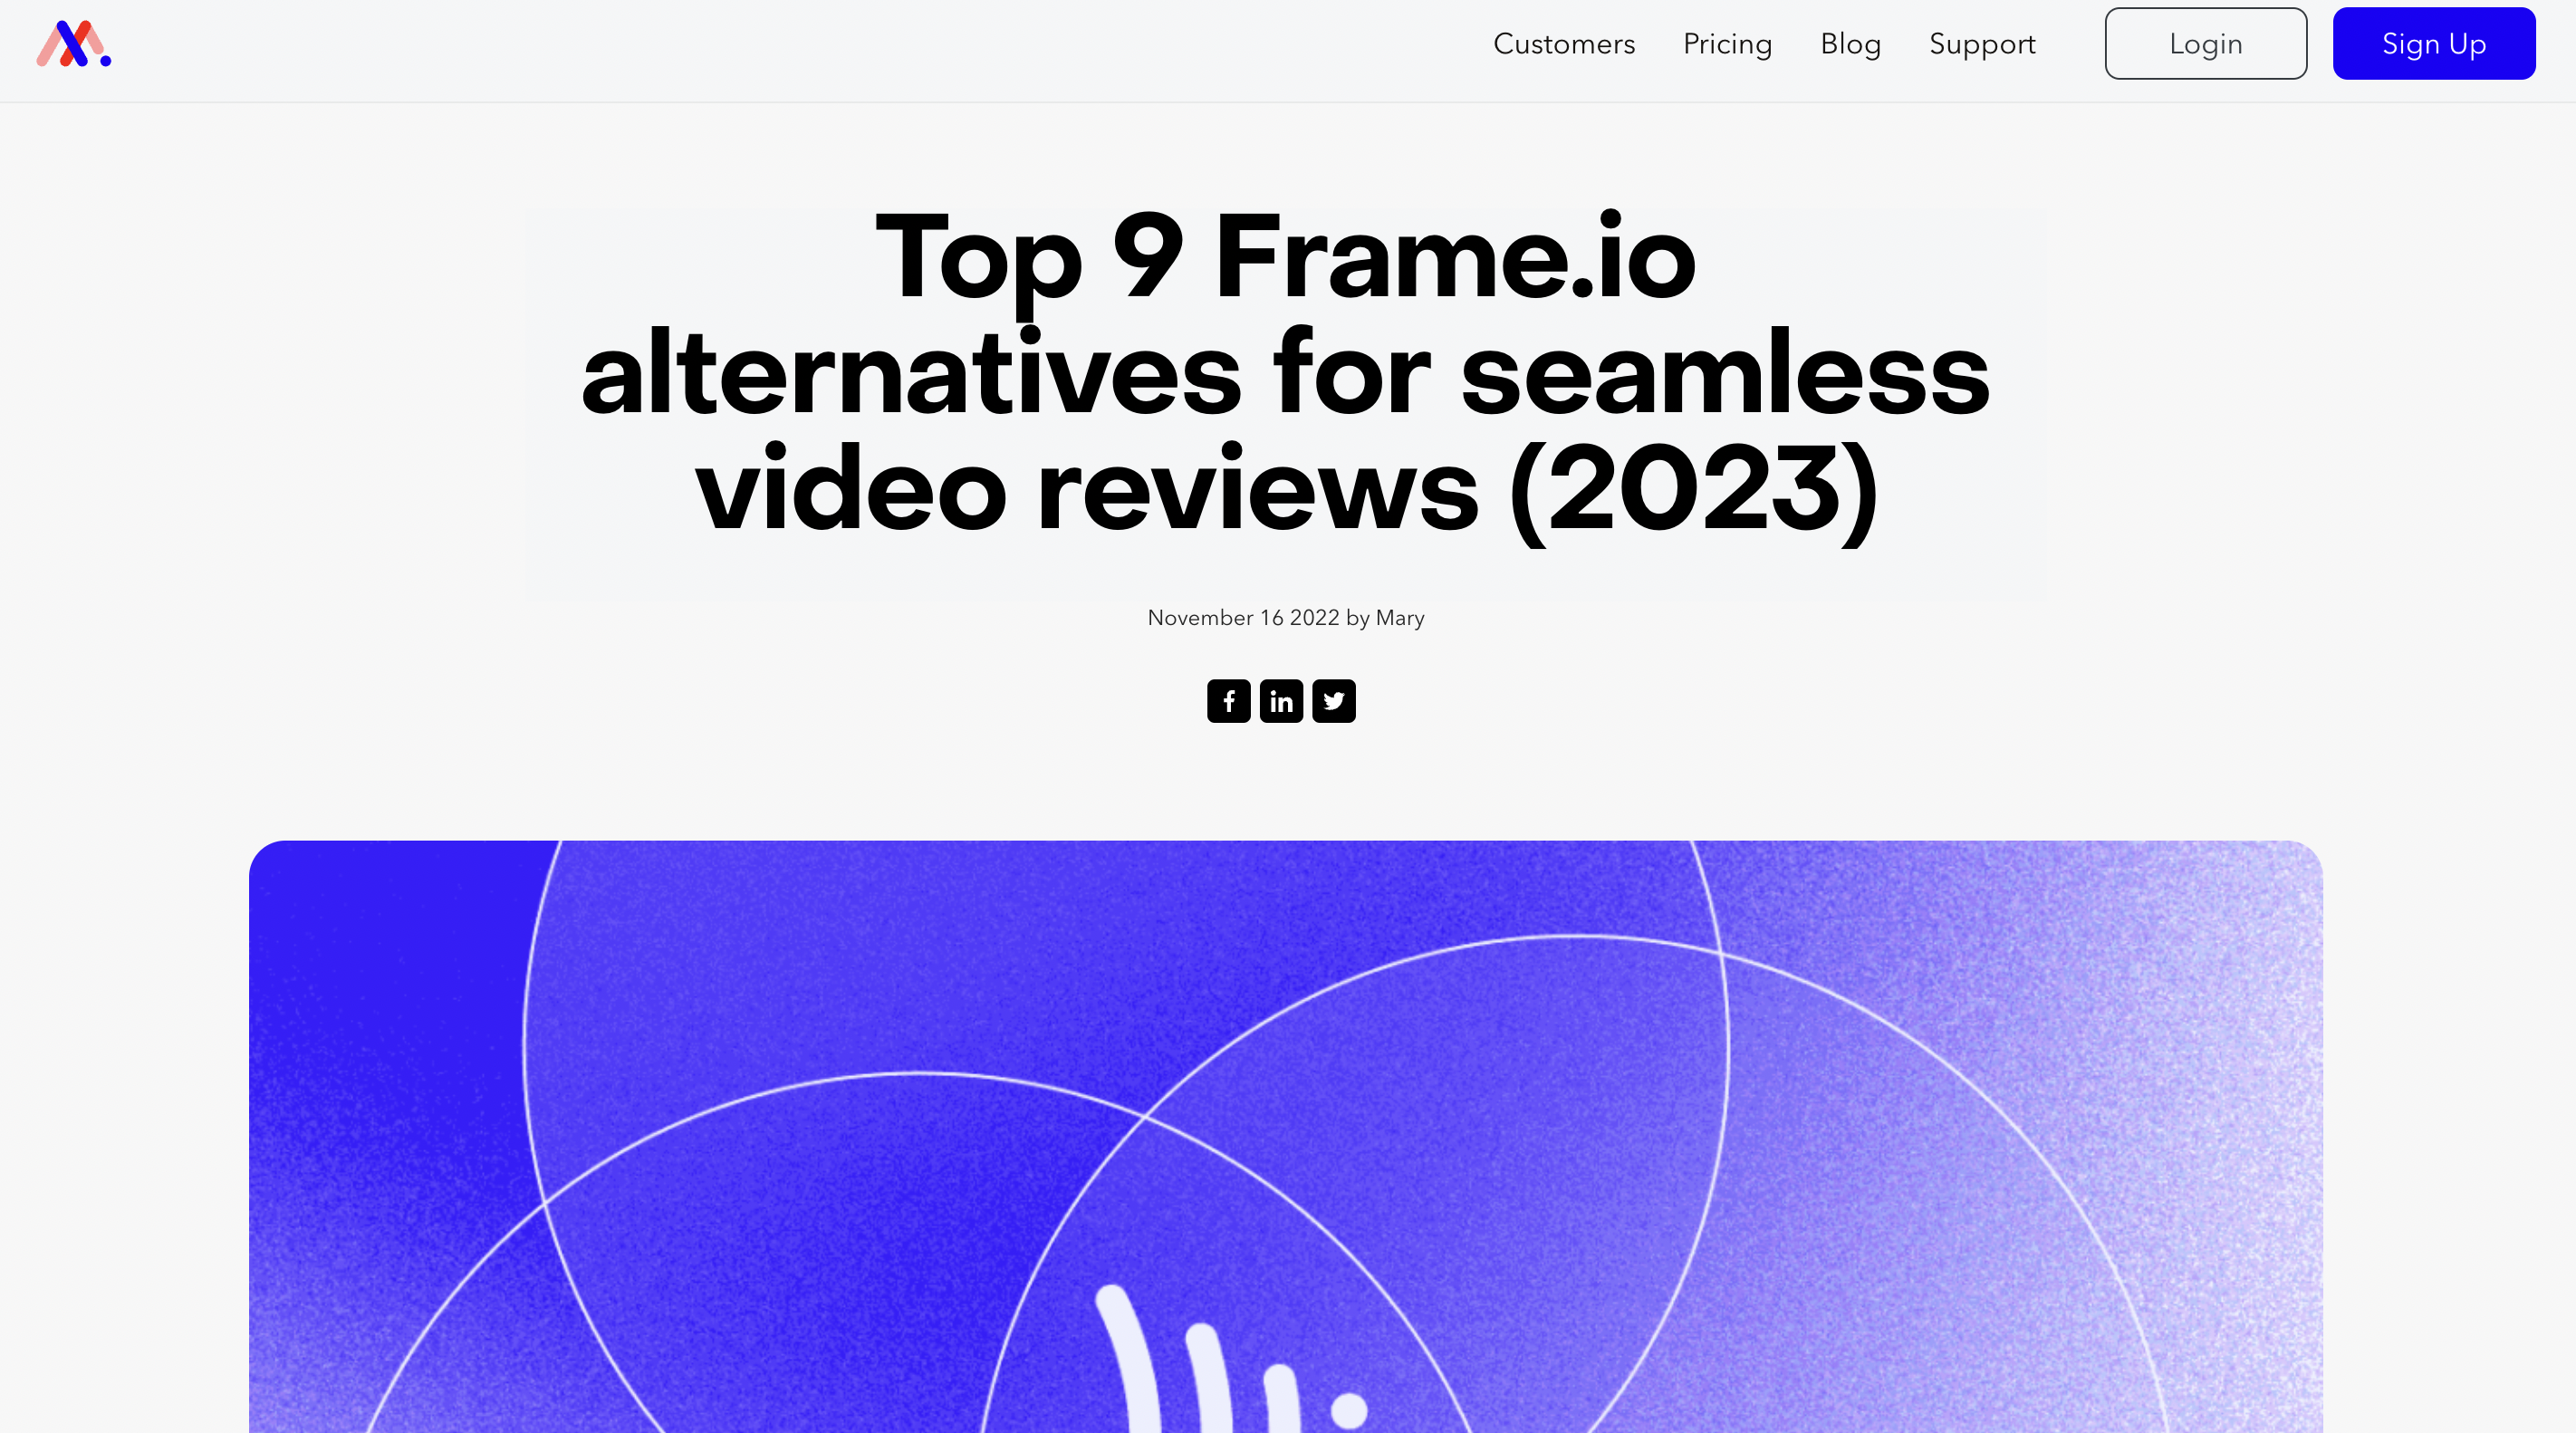 Customers Pricing Blog Support Login Sign Up
Top 9 Frame.io
alternatives for seamless
video reviews (2023)
November 16 2022 by Mary